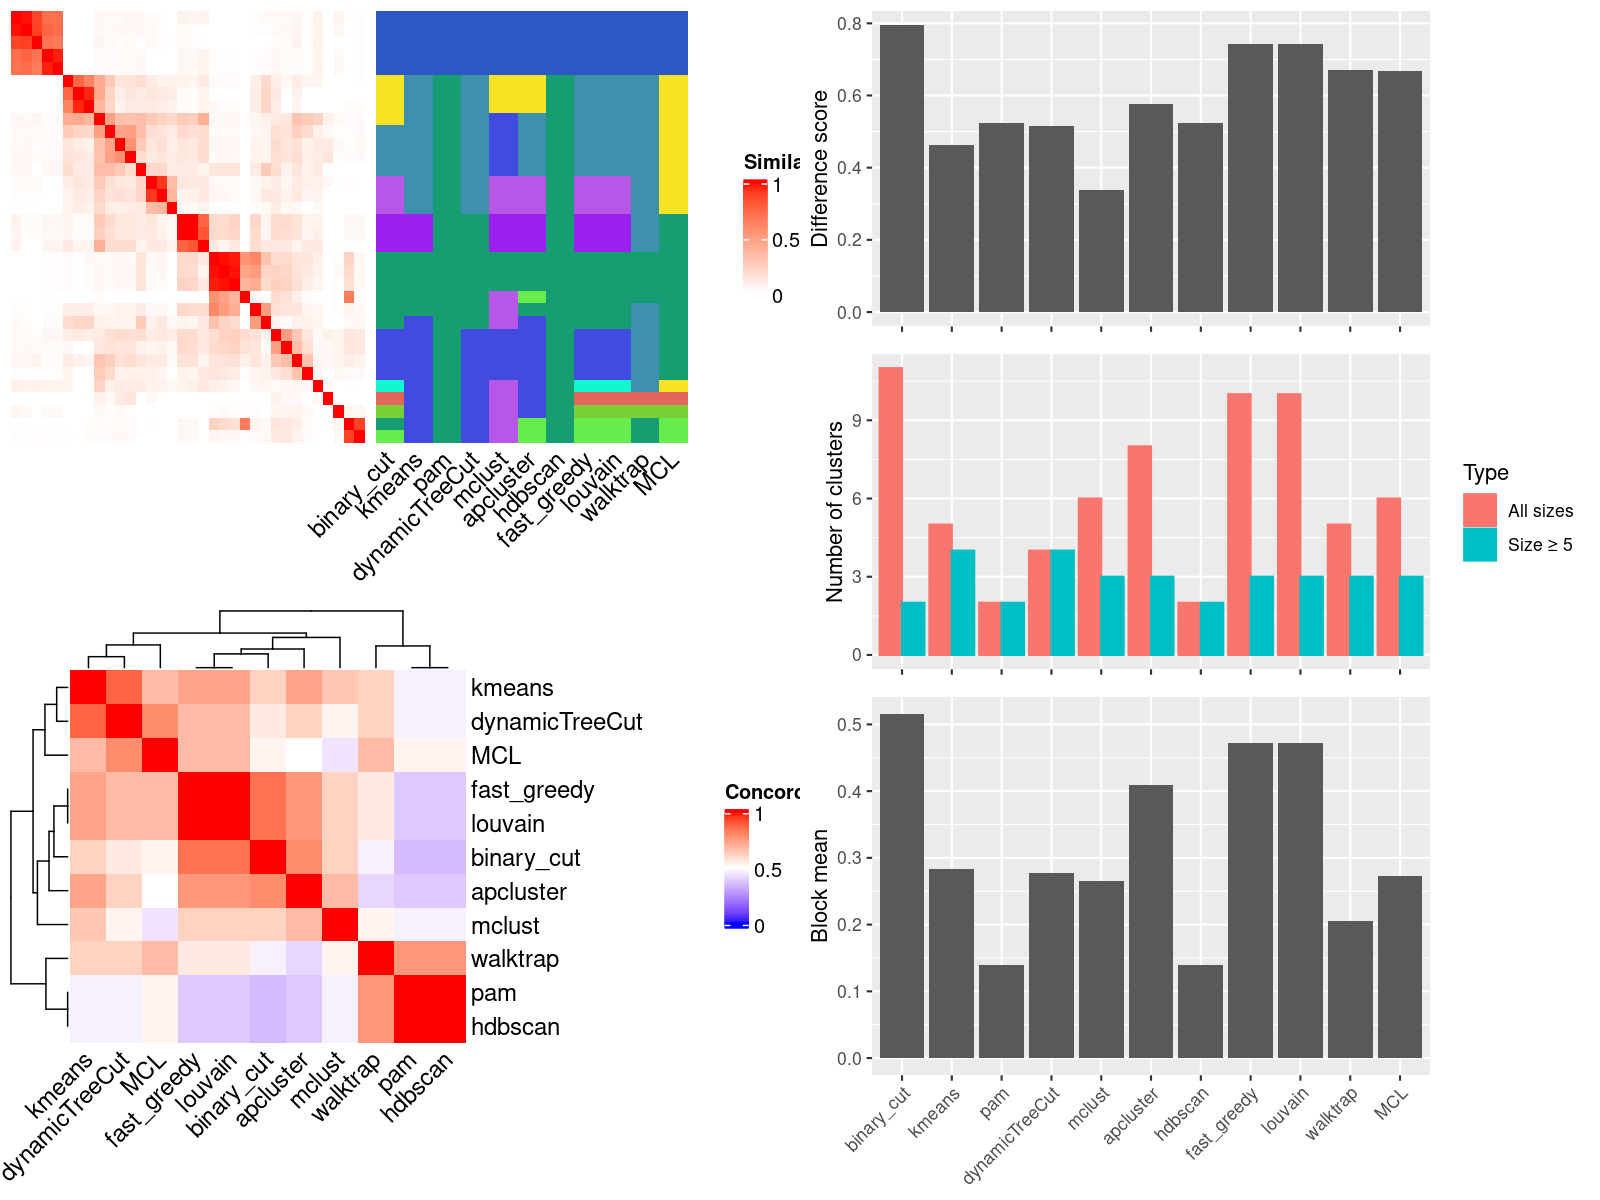 Simila
1
0.5
0
binary_cut
kmeans
pam
dynamicTreeCut
mclust
apcluster
hdbscan
fast_greedy
louvain
walktrap
MCL
kmeans
dynamicTreeCut
MCL
fast_greedy
louvain
binary_cut
apcluster
mclust
walktrap
pam
hdbscan
Concord
1
0.5
0
kmeans
dynamicTreeCut
MCL
fast_greedy
louvain
binary_cut
apcluster
mclust
walktrap
pam
hdbscan
Difference score
0.8
0.6
0.4
0.2
0.0
Number of clusters
9
6
3
0
Type
All sizes
Size ≥ 5
Block mean
0.5
0.4
0.3
0.2
0.1
0.0
binary_cut
kmeans
pam
dynamicTreeCut
mclust
apcluster
hdbscan
fast_greedy
louvain
walktrap
MCL